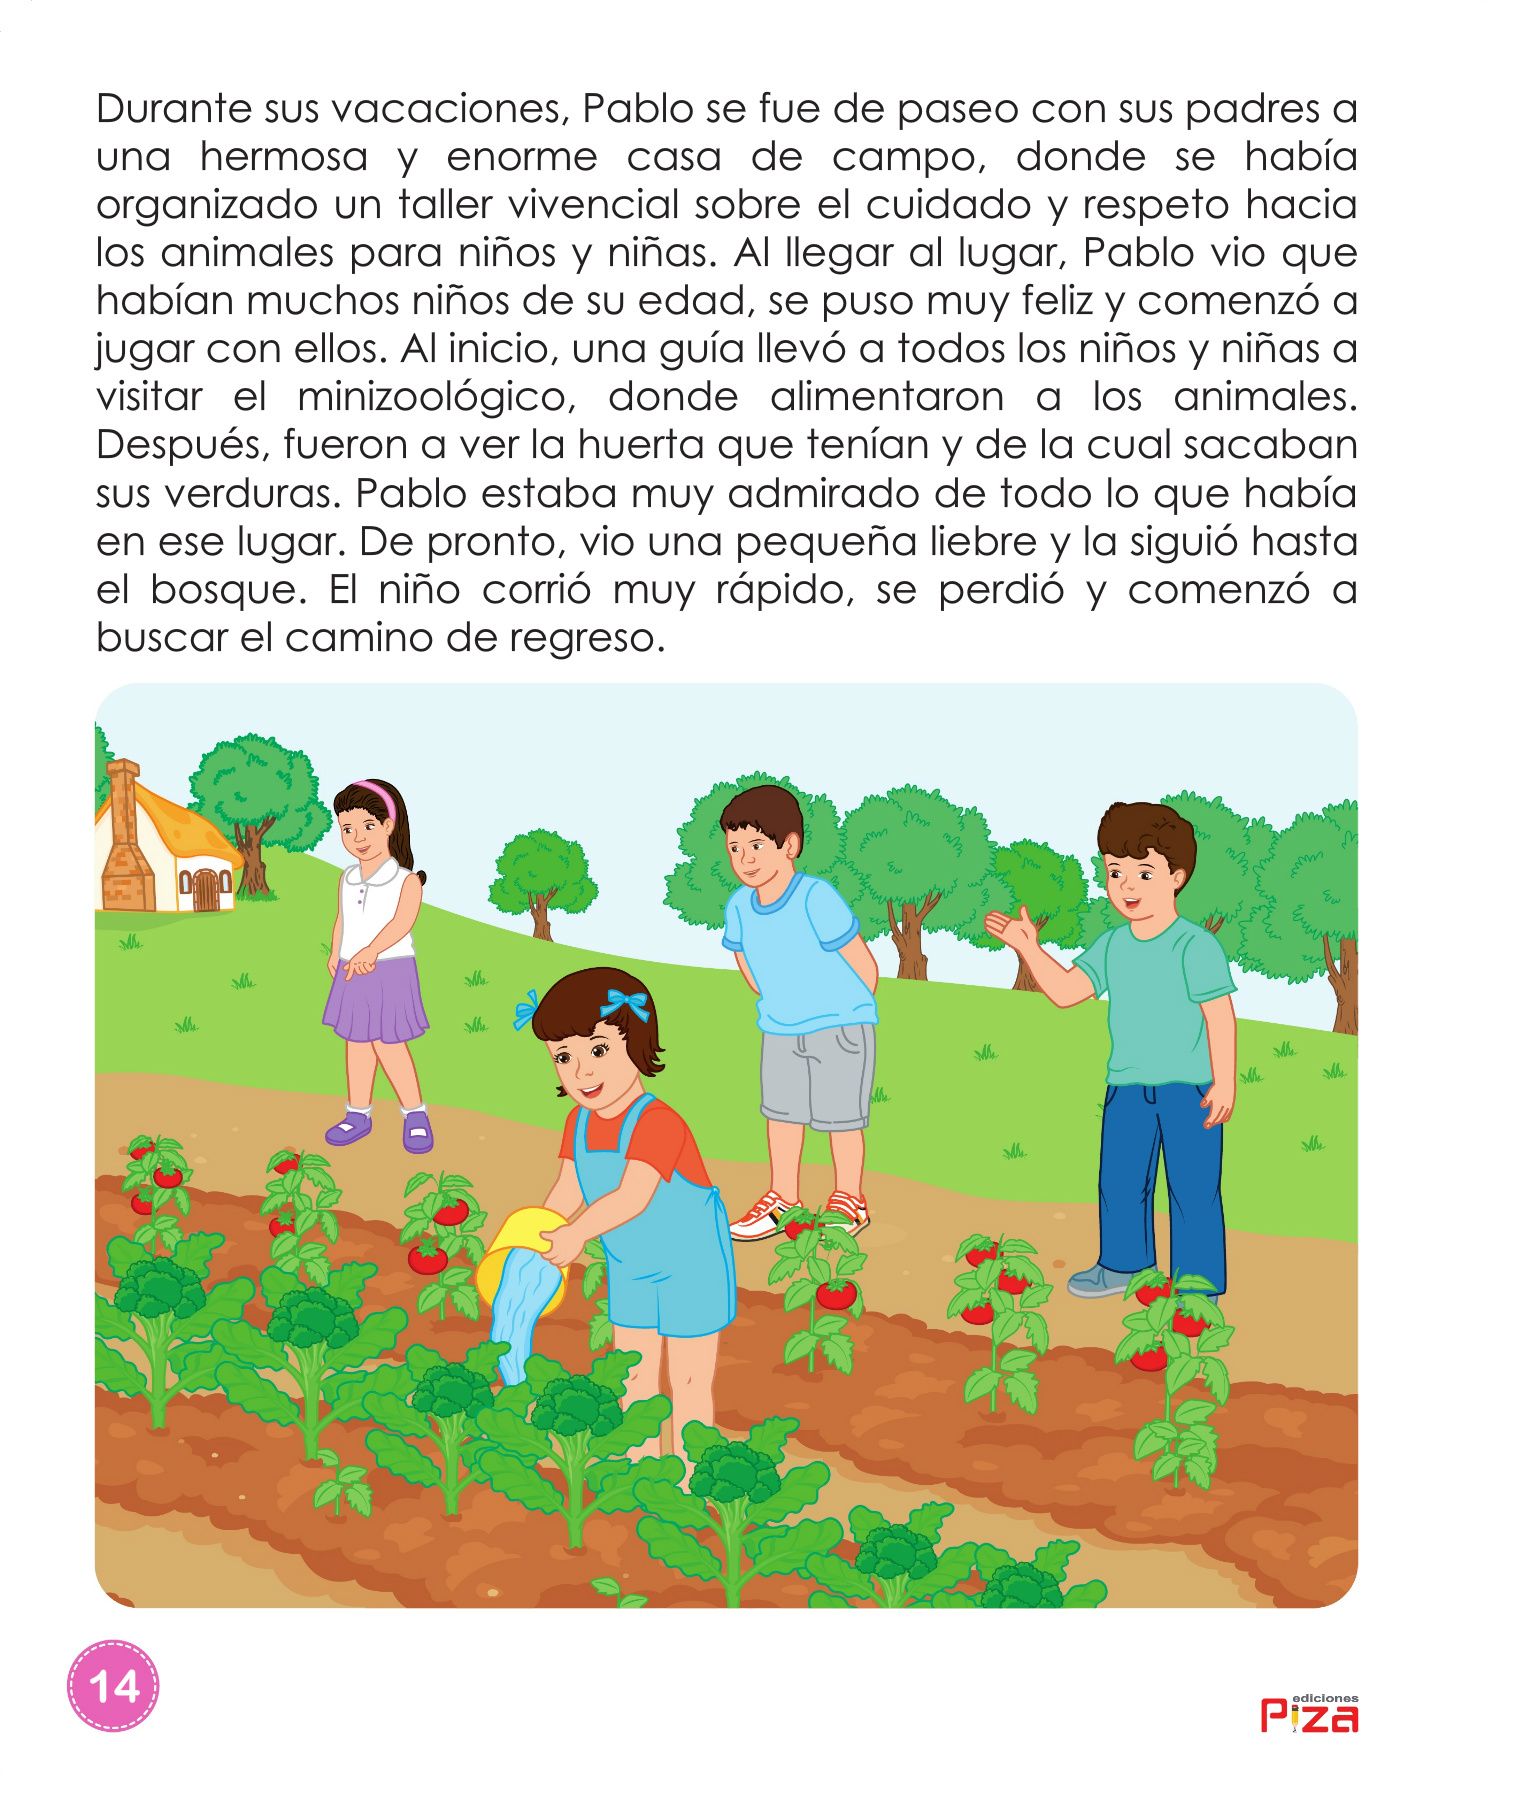 Durante sus vacaciones, Pablo se fue de paseo con sus padres a
una hermosa y enorme casa de campo, donde se había
organizado un taller vivencial sobre el cuidado y respeto hacia
los animales para niños y niñas. Al llegar al lugar, Pablo vio que
habían muchos niños de su edad, se puso muy feliz y comenzó a
jugar con ellos. Al inicio, una guía llevó a todos los niños y niñas a
visitar el minizoológico, donde alimentaron a los animales.
Después, fueron a ver la huerta que tenían y de la cual sacaban
sus verduras. Pablo estaba muy admirado de todo lo que había
en ese lugar. De pronto, vio una pequeña liebre y la siguió hasta
el bosque. El niño corrió muy rápido, se perdió y comenzó a
buscar el camino de regreso.
14
ediciones
Piza